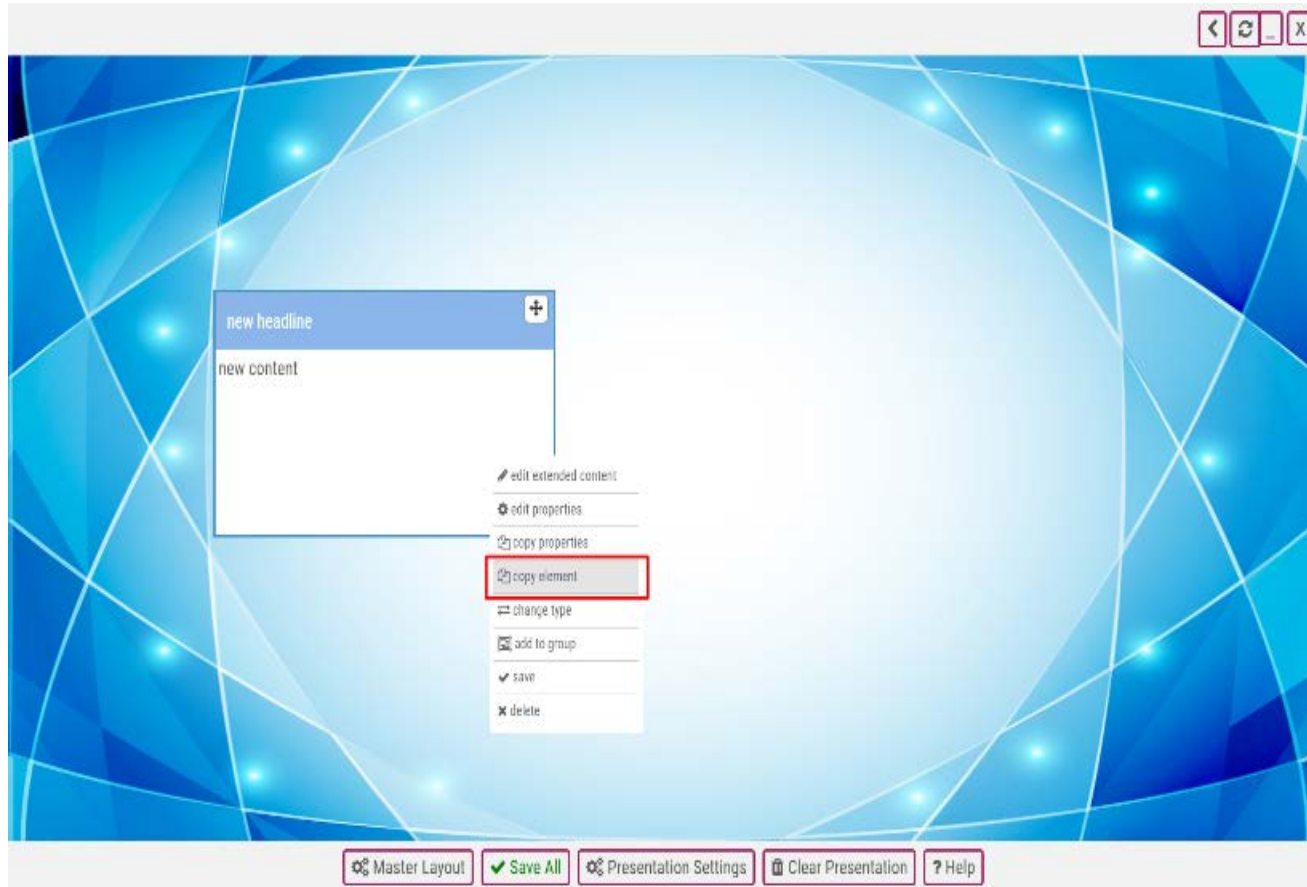 X
new headline
new content
edit extended content
edit properties
copy properties
copy element
change type
add to group
save
delete
Master Layout
Save All
Presentation Settings
Clear Presentation
? Help